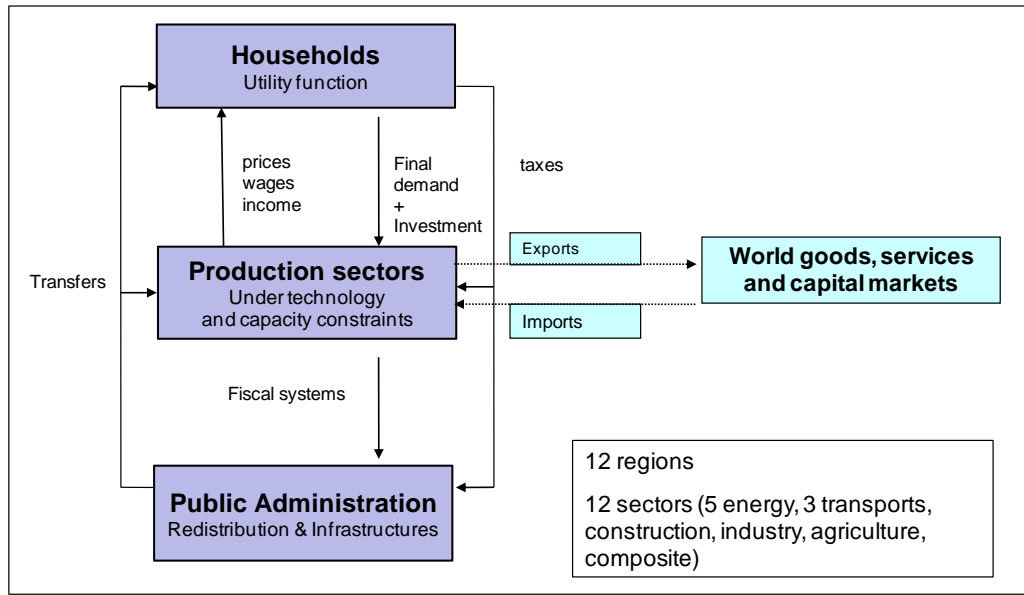 Households
Utility function
prices
wages
income
Final
demand
+
Investment
taxes
Exports
Production sectors
Under technology
and capacity constraints
World goods, services
and capital markets
Transfers
Imports
Fiscal systems
Public Administration
Redistribution & Infrastructures
12 regions
12 sectors (5 energy, 3 transports,
construction, industry, agriculture,
composite)